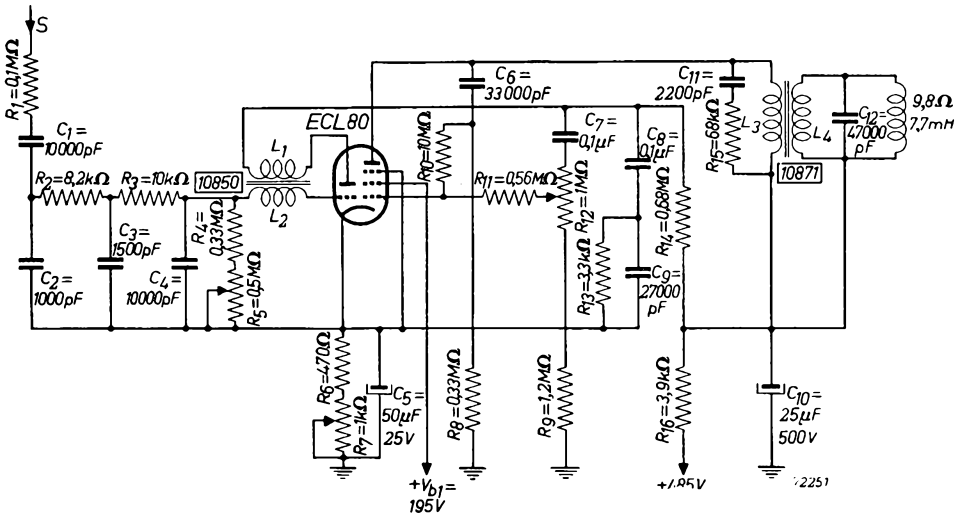 S
R1=0,1MΩ
C1=
10000pF
R2=8,2kΩ
R3=10kΩ
10850
L1
L2
ECL80
C2=
1000pF
C3=
1500pF
C4=
10000pF
R4=
0,33MΩ
R5=0,5MΩ
R6=470Ω
R7=1kΩ
C5=
50μF
25V
+Vb1=
195V
C6=
33000pF
R10=10MΩ
R11=0,56MΩ
R8=0,33MΩ
C7=
0,1μF
R12=1MΩ
R9=1,2MΩ
C8=
0,1μF
R13=3,3kΩ
C9=
27000
pF
R14=0,68MΩ
R16=3,9kΩ
C11=
2200pF
R15=68kΩ
L3
L4
10871
C12=
47000
pF
9,8Ω
7,7mH
C10=
25μF
500V